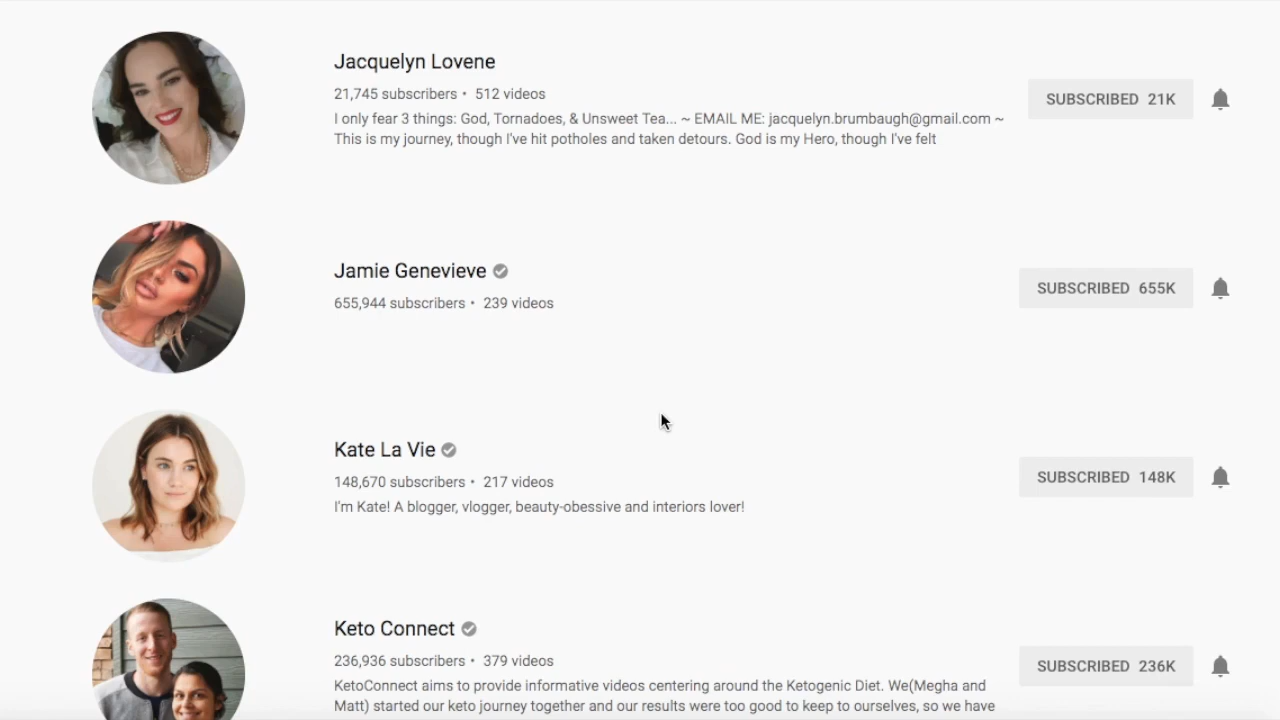 Jacquelyn Lovene
21,745 subscribers • 512 videos
SUBSCRIBED 21K
I only fear 3 things: God, Tornadoes, & Unsweet Tea... ~ EMAIL ME: jacquelyn.brumbaugh@gmail.com ~
This is my journey, though I've hit potholes and taken detours. God is my Hero, though I've felt
Jamie Genevieve
655,944 subscribers • 239 videos
SUBSCRIBED 655K
Kate La Vie
148,670 subscribers • 217 videos
SUBSCRIBED 148K
I'm Kate! A blogger, vlogger, beauty-obessive and interiors lover!
Keto Connect
236,936 subscribers • 379 videos
SUBSCRIBED 236K
KetoConnect aims to provide informative videos centering around the Ketogenic Diet. We(Megha and
Matt) started our keto journey together and our results were too good to keep to ourselves, so we have